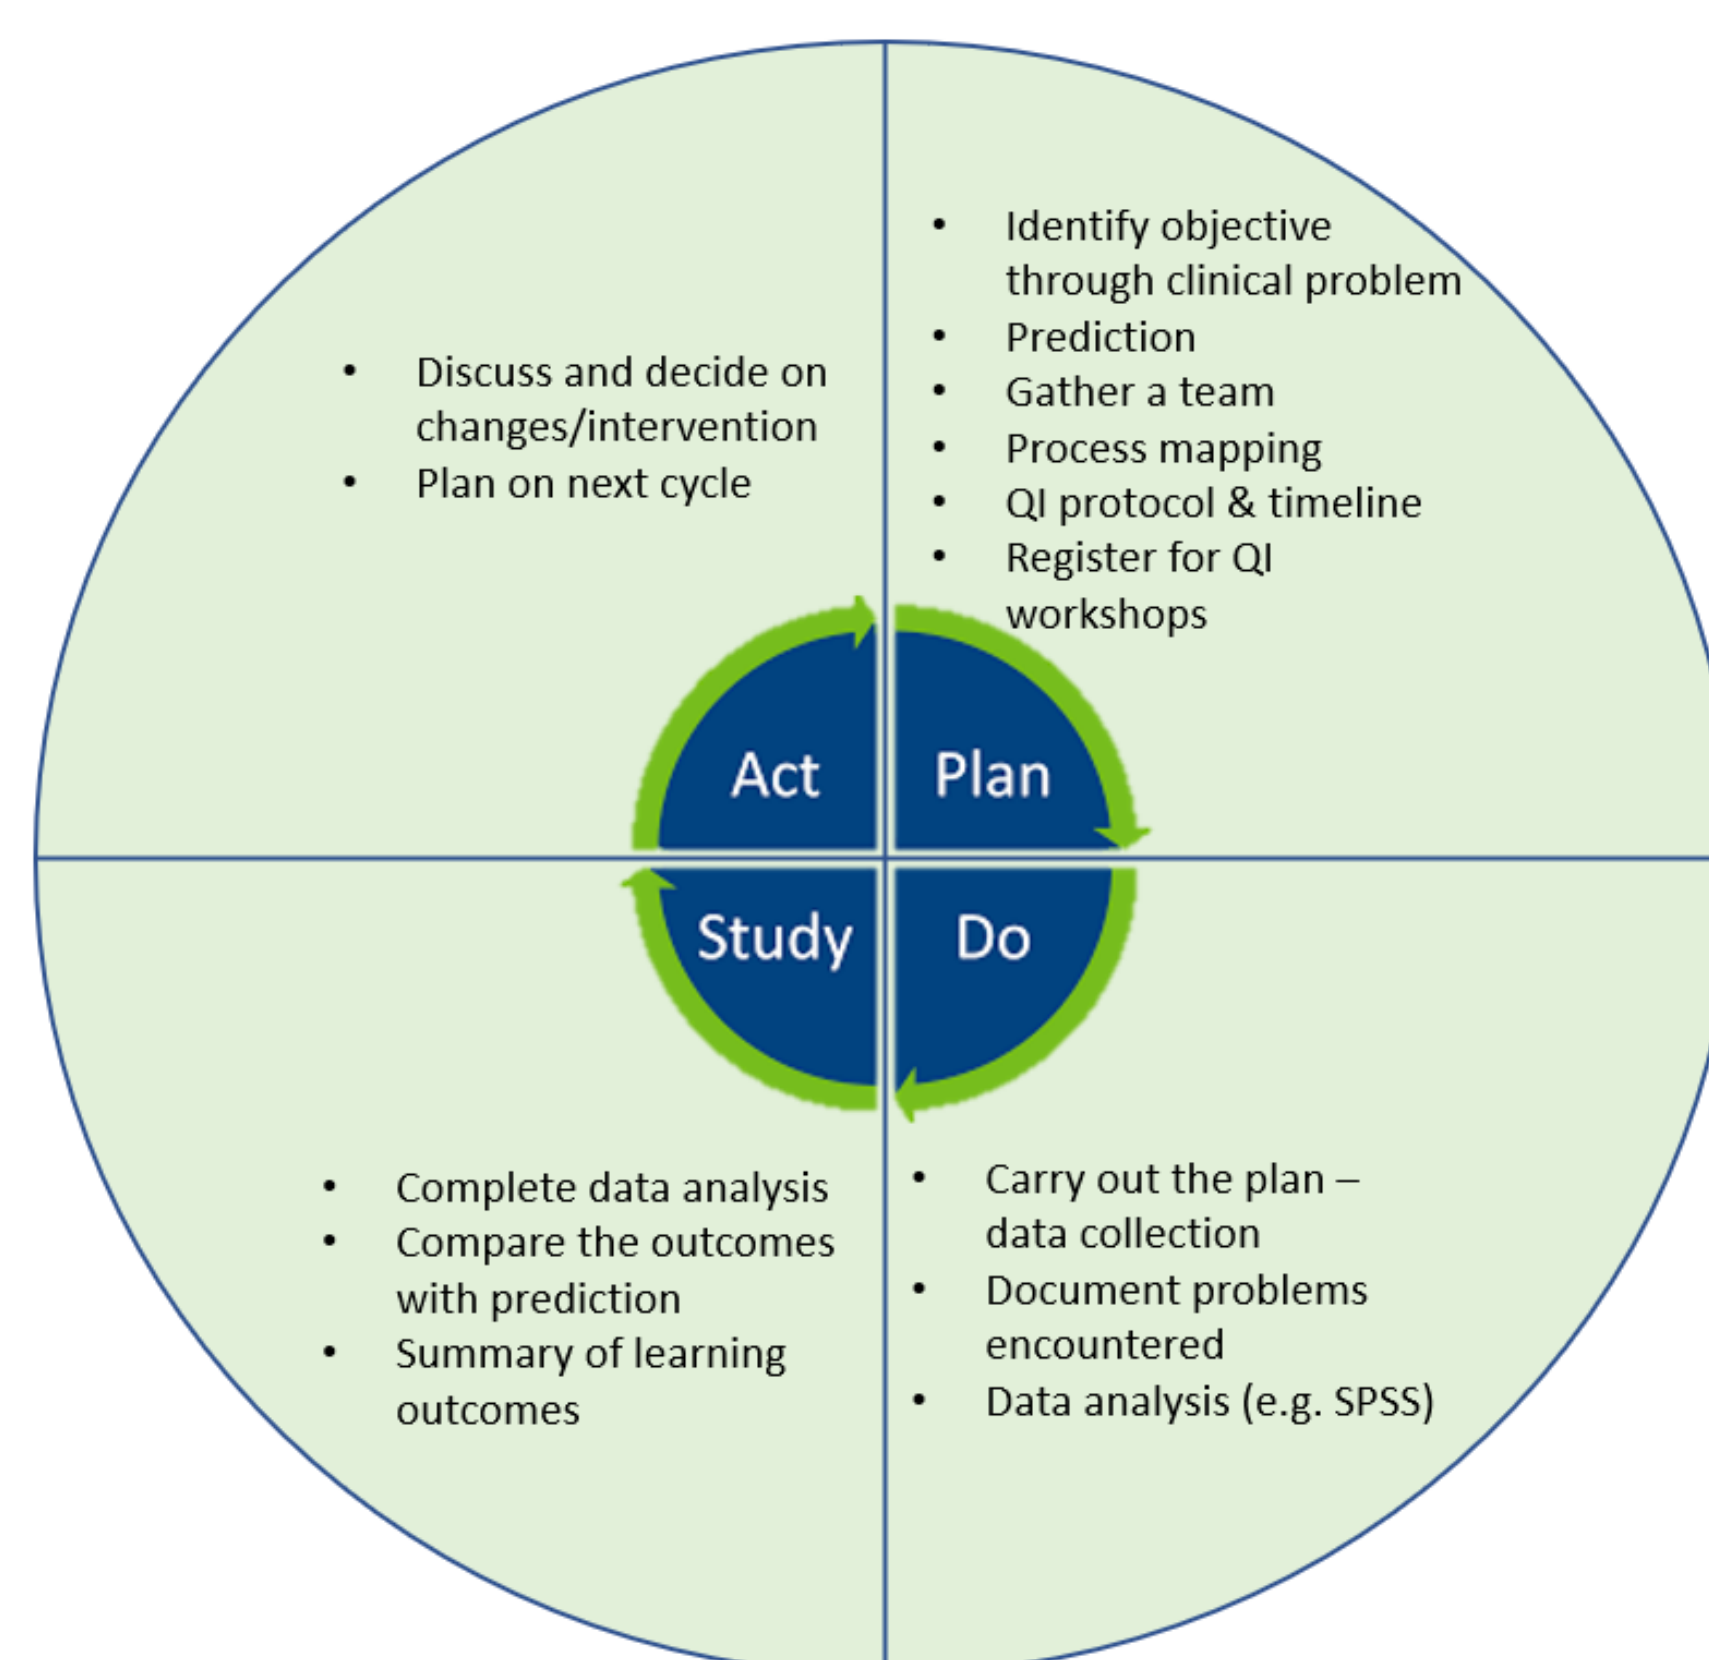 • Discuss and decide on
changes/intervention
• Plan on next cycle
• Identify objective
through clinical problem
• Prediction
• Gather a team
• Process mapping
• QI protocol & timeline
• Register for QI
workshops
Act
Plan
Study
Do
• Complete data analysis
• Compare the outcomes
with prediction
• Summary of learning
outcomes
• Carry out the plan –
data collection
• Document problems
encountered
• Data analysis (e.g. SPSS)